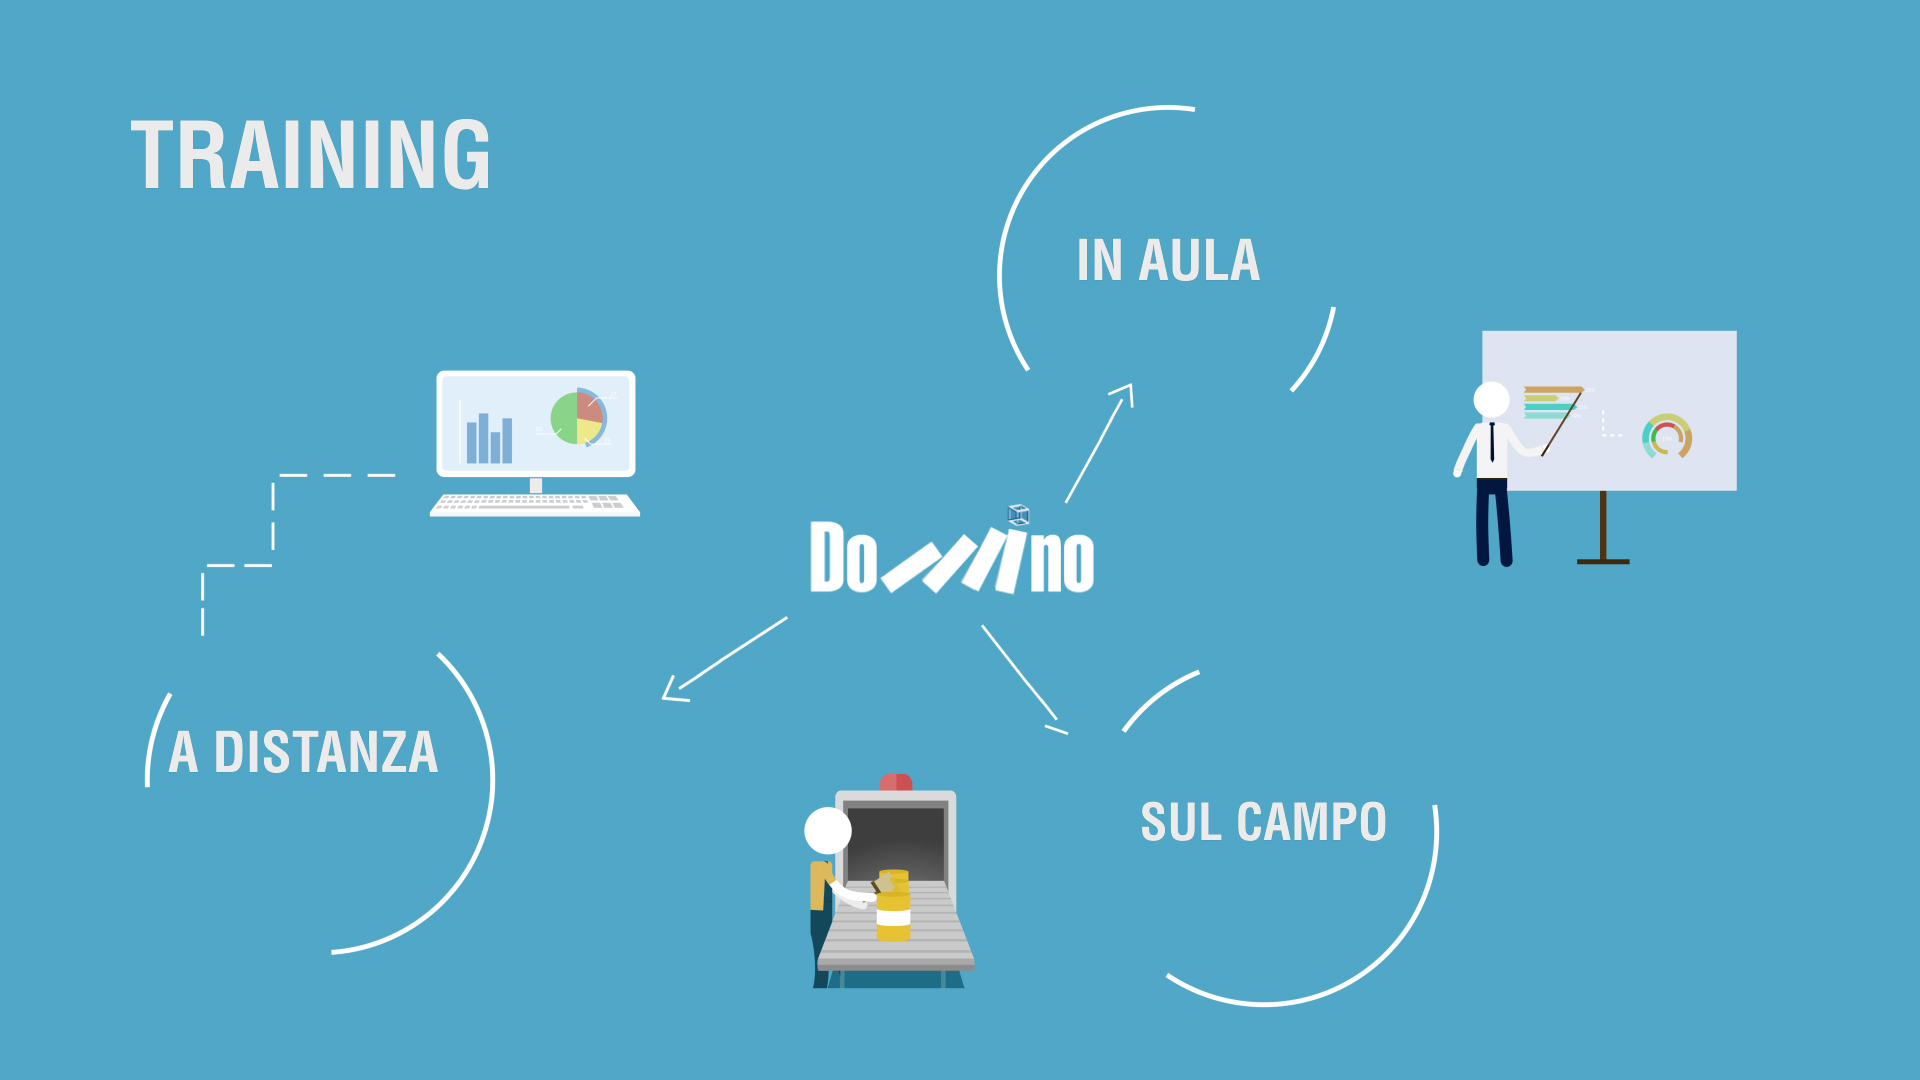 TRAINING
IN AULA
Domino
A DISTANZA
SUL CAMPO